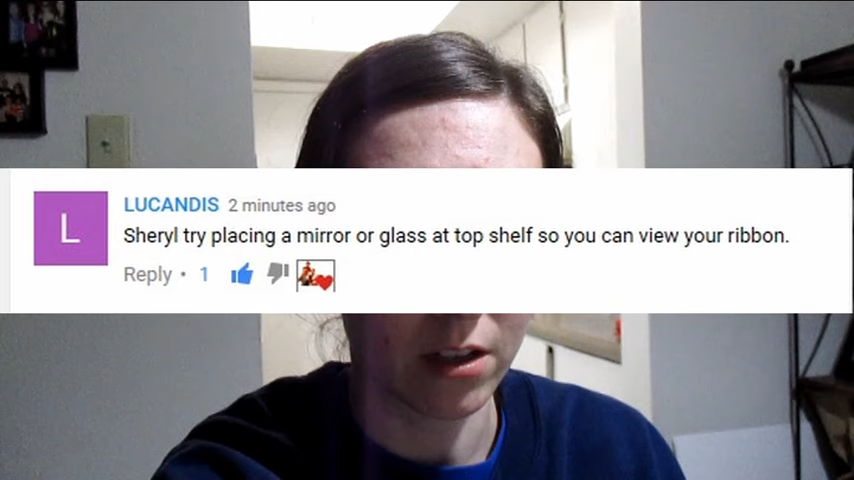 L
LUCANDIS 2 minutes ago
Sheryl try placing a mirror or glass at top shelf so you can view your ribbon.
Reply • 1